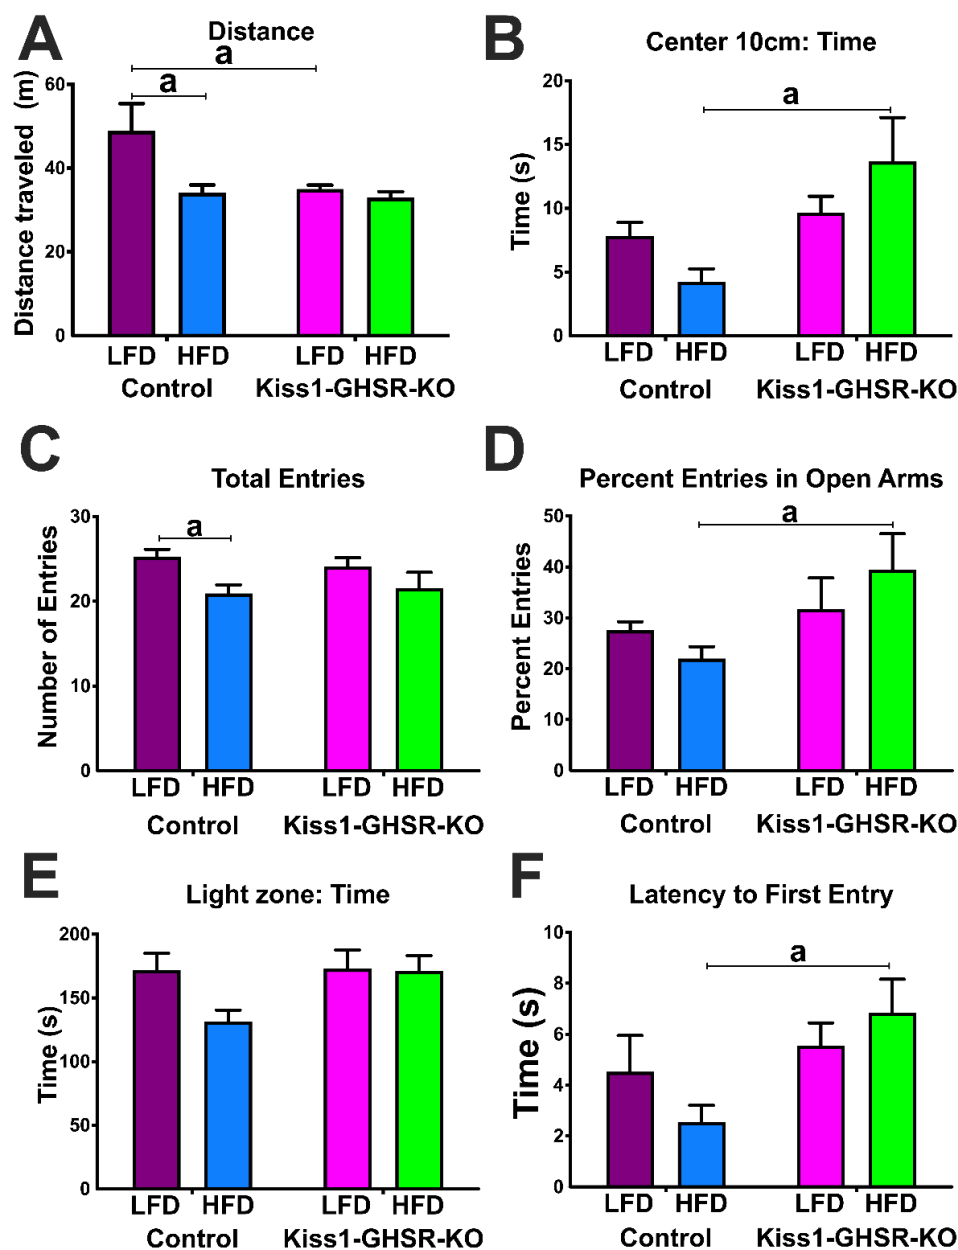 A
Distance
a
a
Distance traveled (m)
60
40
20
0
LFD HFD LFD HFD
Control Kiss1-GHSR-KO
B
Center 10cm: Time
a
Time (s)
20
15
10
5
0
LFD HFD LFD HFD
Control Kiss1-GHSR-KO
C
Total Entries
a
Number of Entries
30
20
10
0
LFD HFD LFD HFD
Control Kiss1-GHSR-KO
D
Percent Entries in Open Arms
a
Percent Entries
50
40
30
20
10
0
LFD HFD LFD HFD
Control Kiss1-GHSR-KO
E
Light zone: Time
Time (s)
200
150
100
50
0
LFD HFD LFD HFD
Control Kiss1-GHSR-KO
F
Latency to First Entry
a
Time (s)
10
8
6
4
2
0
LFD HFD LFD HFD
Control Kiss1-GHSR-KO